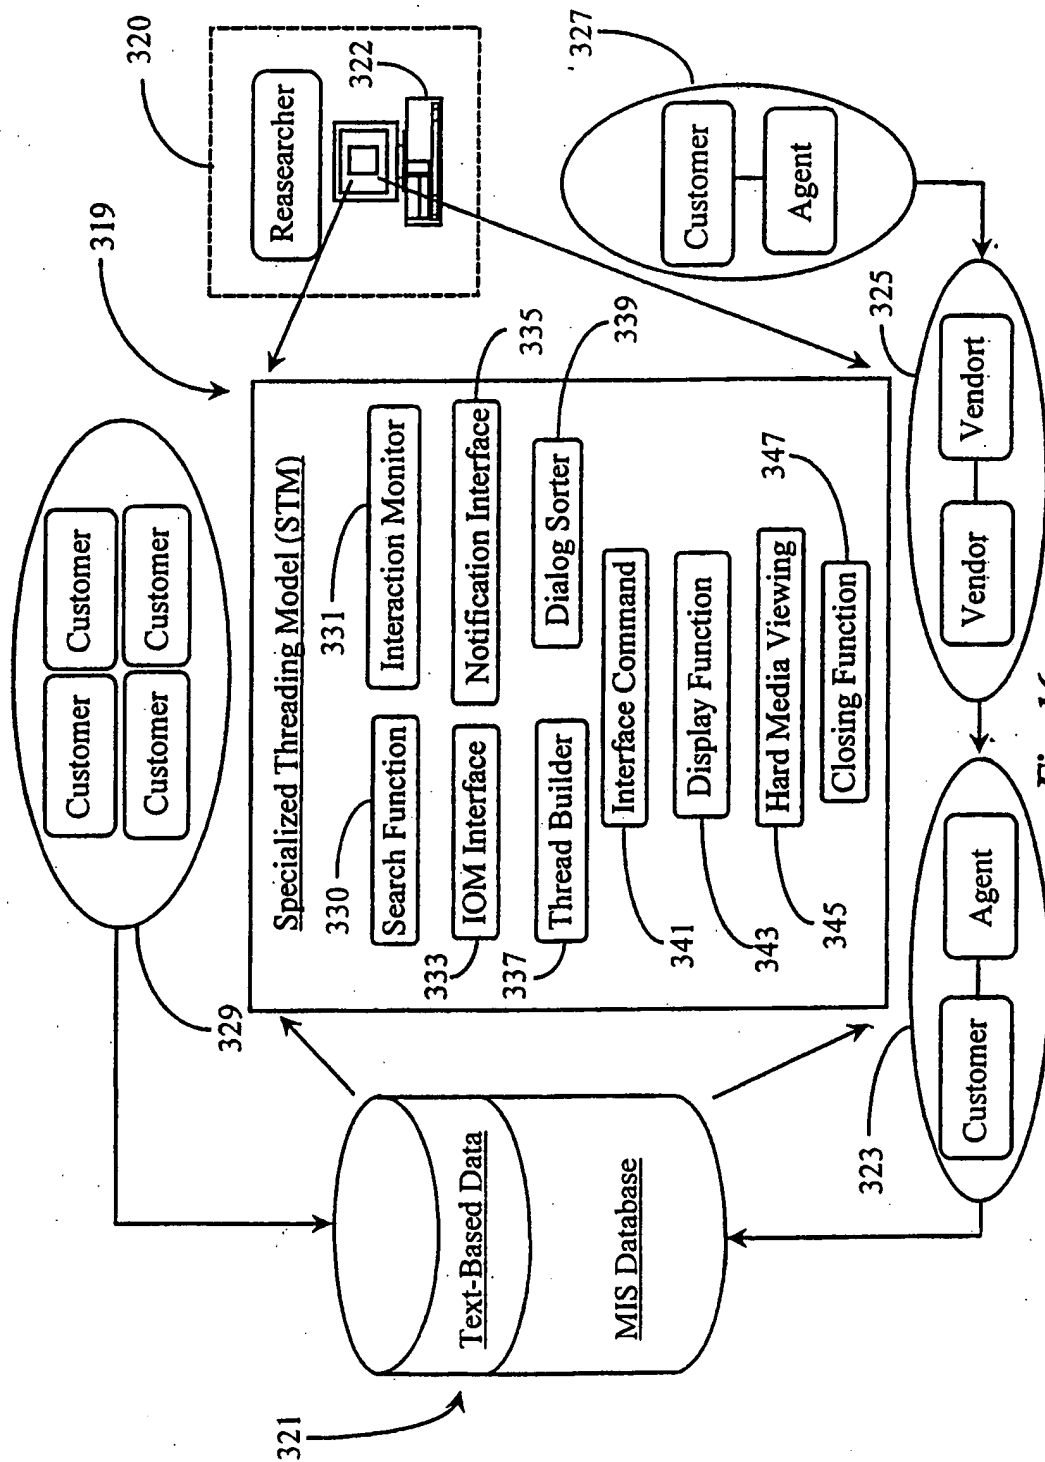 329
Customer
Customer
Customer
Customer
319
320
Reasearcher
322
321
Text-Based Data
MIS Database
Specialized Threading Model (STM)
330
Search Function
331
Interaction Monitor
333
IOM Interface
Notification Interface
335
337
Thread Builder
Dialog Sorter
339
341
Interface Command
343
Display Function
345
Hard Media Viewing
347
Closing Function
327
Customer
Agent
323
Customer
Agent
325
Vendor
Vendort